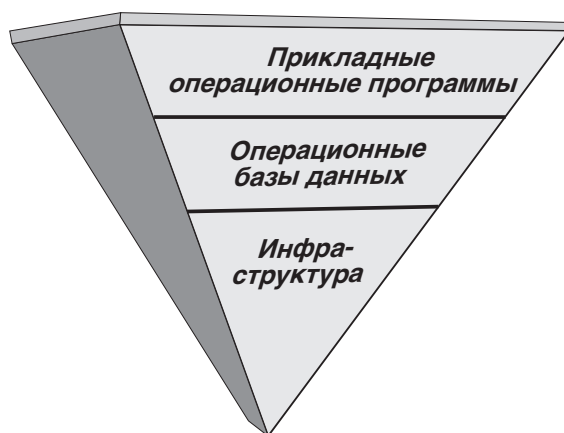 Прикладные
операционные программы
Операционные
базы данных
Инфра-
структура